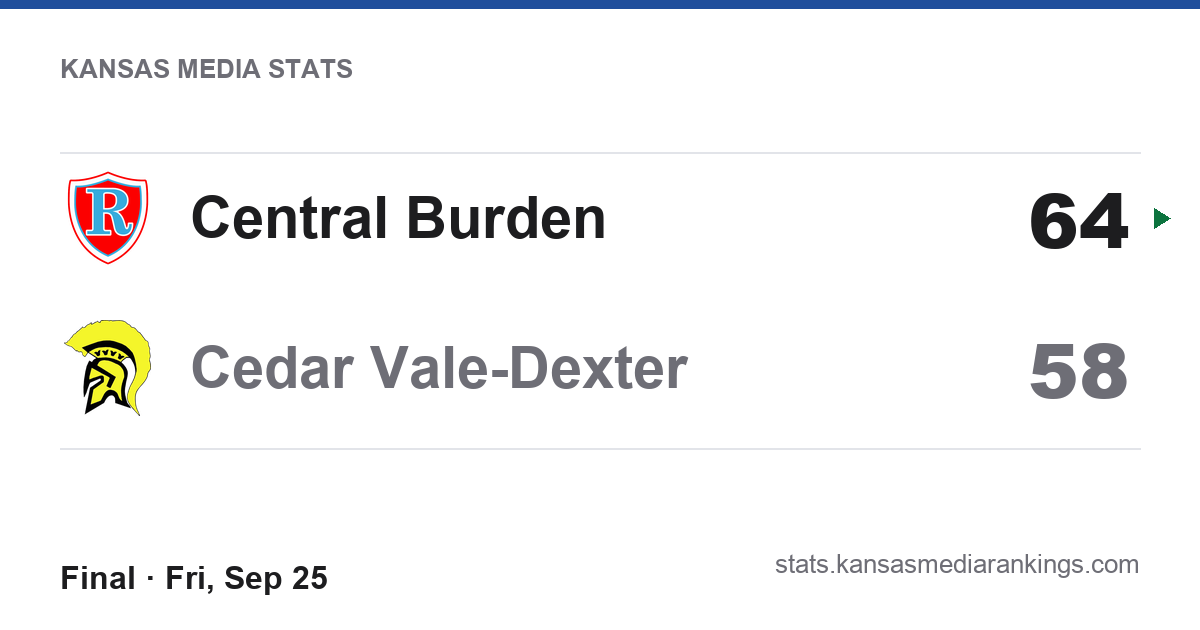 KANSAS MEDIA STATS
R
Central Burden 64
Cedar Vale-Dexter 58
Final · Fri, Sep 25
stats.kansasmediarankings.com